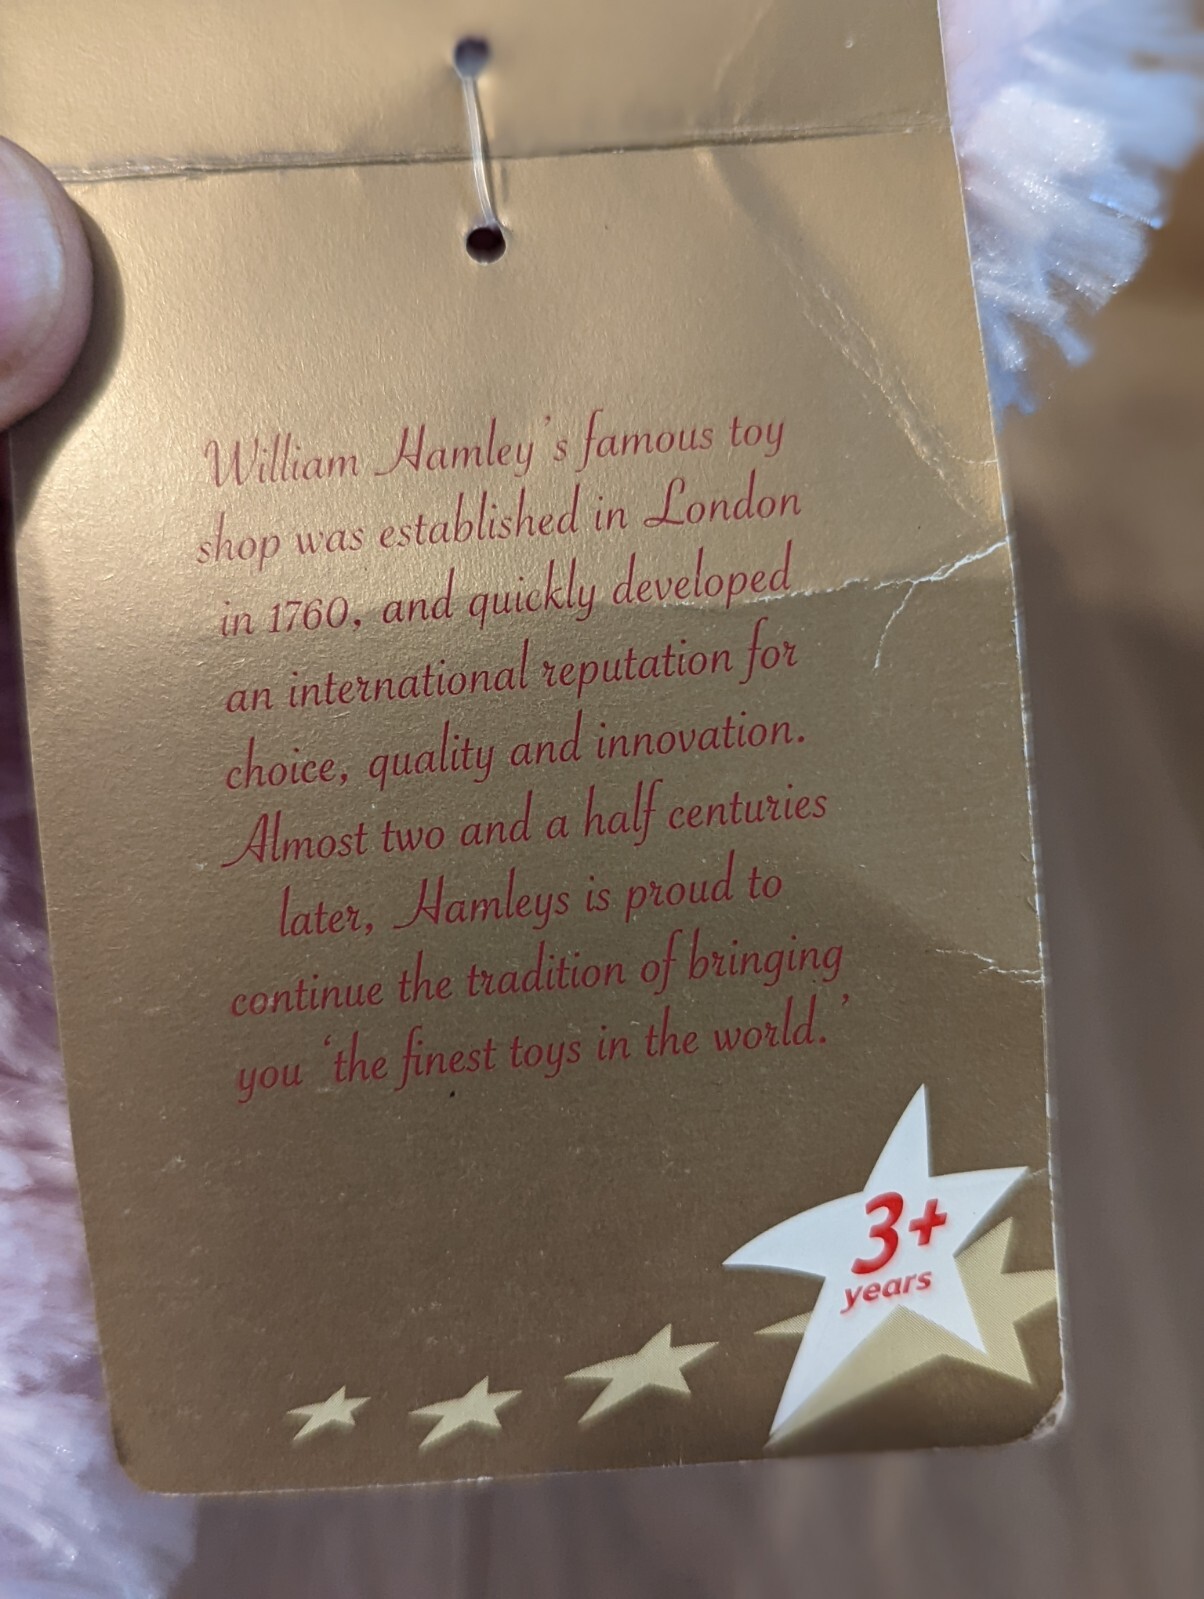 William Hamley's famous toy
shop was established in London
in 1760, and quickly developed
an international reputation for
choice, quality and innovation.
Almost two and a half centuries
later, Hamleys is proud to
continue the tradition of bringing
you ‘the finest toys in the world.’
3+
years